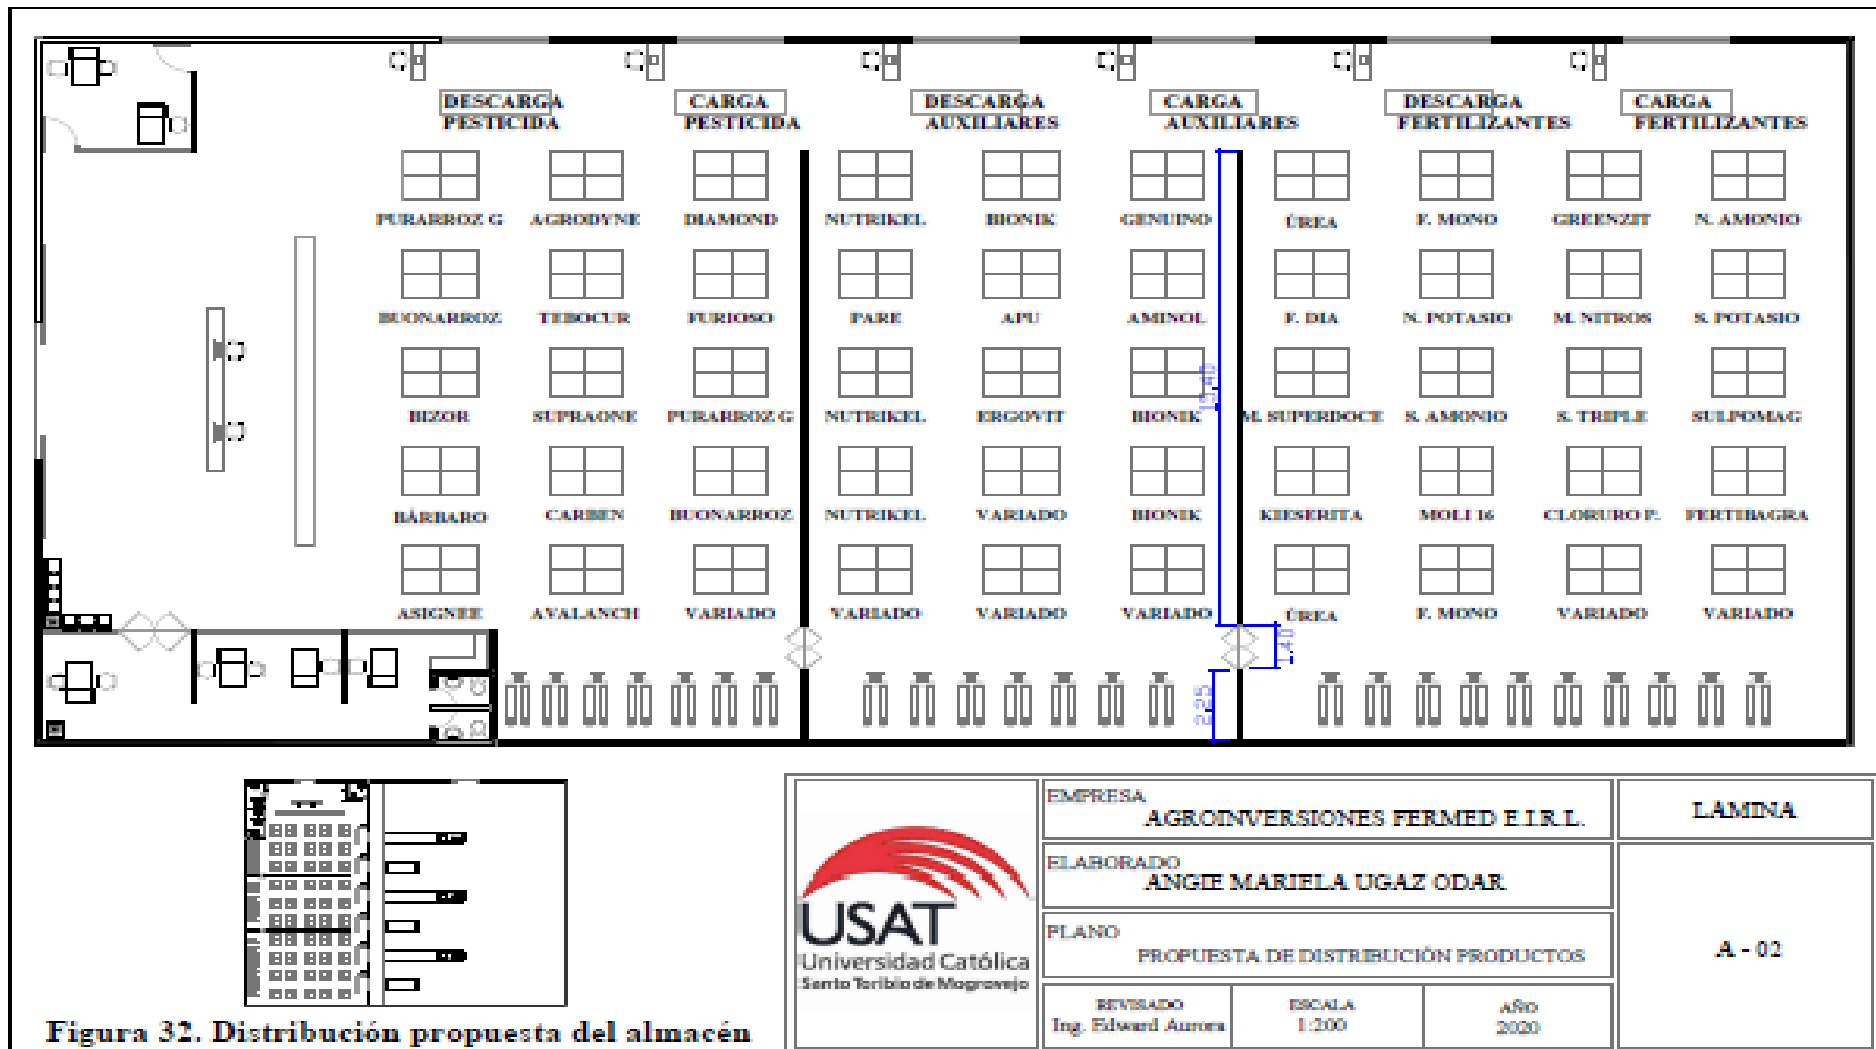 DESCARGA PESTICIDA
CARGA PESTICIDA
DESCARGA AUXILIARES
CARGA AUXILIARES
DESCARGA FERTILIZANTES
CARGA FERTILIZANTES
PURARROZ G AGRODYNE DIAMOND NUTRIKEL BIONIK GENUINO ÚREA F. MONO GREENZIT N. AMONIO
BUONARROZ TEBOCUR FURIOSO PARE APU AMINOL F. DIA N. POTASIO M. NITROS S. POTASIO
BIZOR SUPRAONE PURARROZ G NUTRIKEL ERGOVIT BIONIK M. SUPERDOCE S. AMONIO S. TRIPLE SULPOMAG
BÁRBARO CARBEN BUONARROZ NUTRIKEL VARIADO BIONIK KIESERITA MOLI 16 CLORURO P. FERTIBAGRA
ASIGNEE AVALANCH VARIADO VARIADO VARIADO VARIADO ÚREA F. MONO VARIADO VARIADO
1.40
2.25
USAT
Universidad Católica
Santo Toribio de Mogrovejo
EMPRESA
AGROINVERSIONES FERMED E.I.R.L.
ELABORADO
ANGIE MARIELA UGAZ ODAR
PLANO
PROPUESTA DE DISTRIBUCIÓN PRODUCTOS
REVISADO
Ing. Edward Aurora
ESCALA
1:200
AÑO
2020
LAMINA
A - 02
Figura 32. Distribución propuesta del almacén